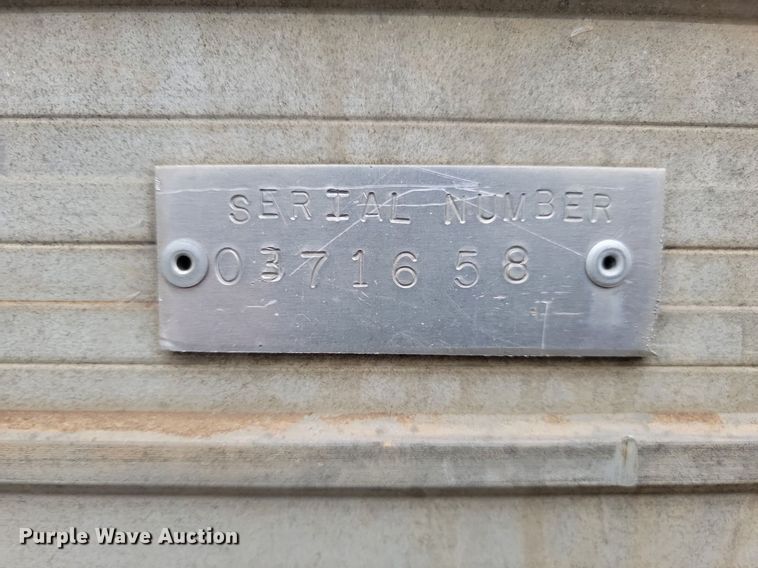 SERIAL NUMBER
0371658
Purple Wave Auction